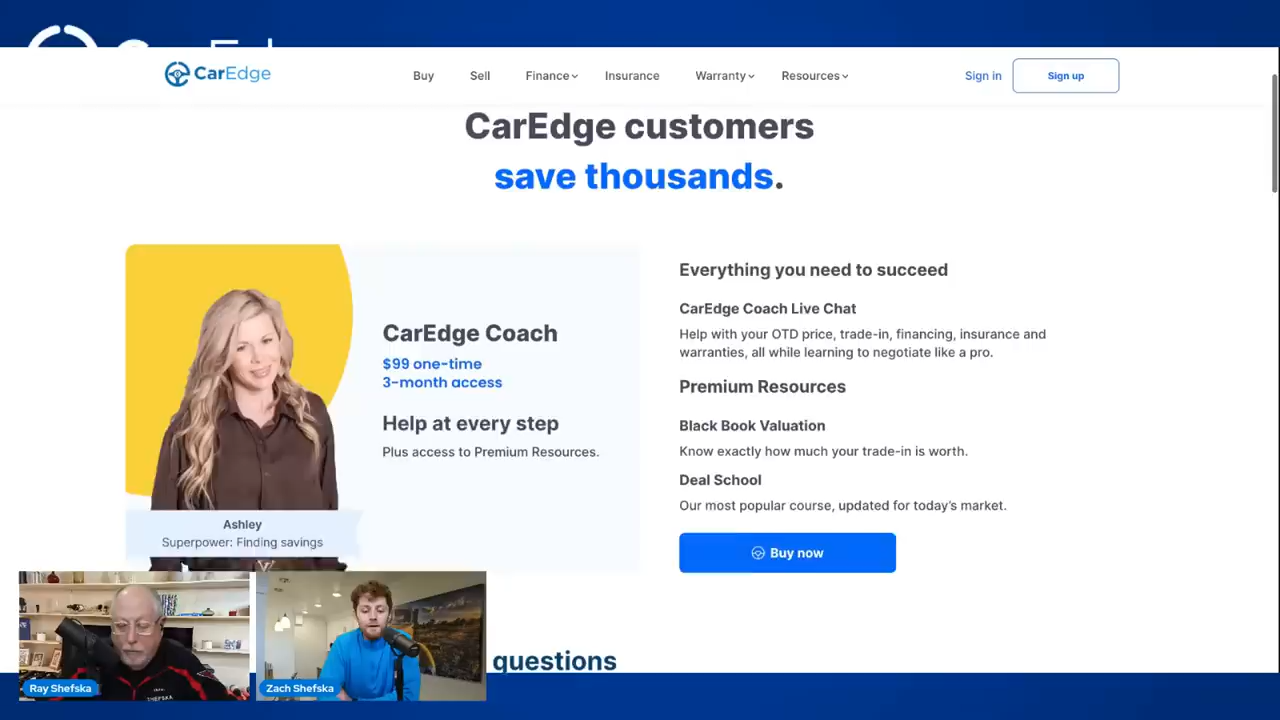 CarEdge
Buy
Sell
Finance
Insurance
Warranty
Resources
Sign in
Sign up
CarEdge customers
save thousands.
CarEdge Coach
$99 one-time
3-month access
Help at every step
Plus access to Premium Resources.
Ashley
Superpower: Finding savings
Everything you need to succeed
CarEdge Coach Live Chat
Help with your OTD price, trade-in, financing, insurance and
warranties, all while learning to negotiate like a pro.
Premium Resources
Black Book Valuation
Know exactly how much your trade-in is worth.
Deal School
Our most popular course, updated for today's market.
Buy now
questions
Ray Shefska
Zach Shefska